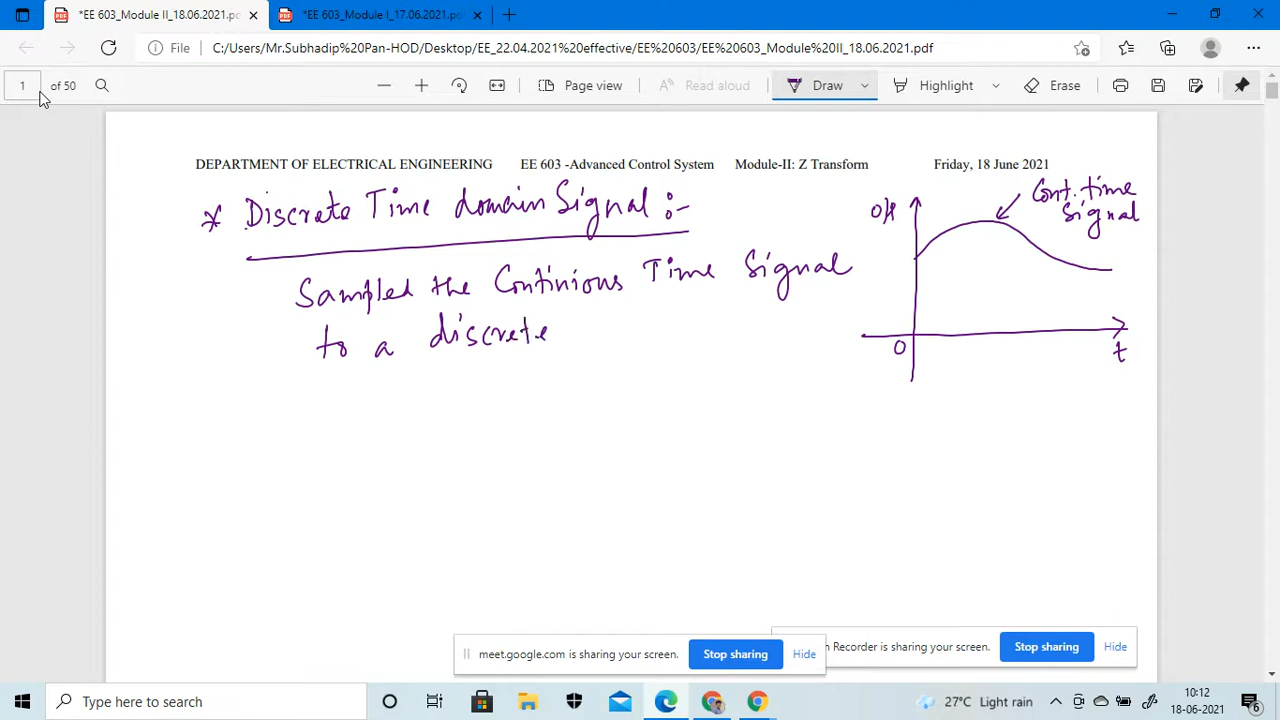 *EE 603_Module II_18.06.2021.pd
*EE 603_Module I_17.06.2021.pd
File C:/Users/Mr.Subhadip%20Pan-HOD/Desktop/EE_22.04.2021%20effective/EE%20603/EE%20603_Module%20II_18.06.2021.pdf
1 of 50 Page view Read aloud Draw Highlight Erase
DEPARTMENT OF ELECTRICAL ENGINEERING EE 603 -Advanced Control System Module-II: Z Transform Friday, 18 June 2021
* Discrete Time domain Signal :-
Sampled the Continious Time Signal
to a discrete
O/P
Cont. time
Signal
0
t
meet.google.com is sharing your screen. Stop sharing Hide
n Recorder is sharing your screen. Stop sharing Hide
Type here to search
27°C Light rain
10:12
18-06-2021
6